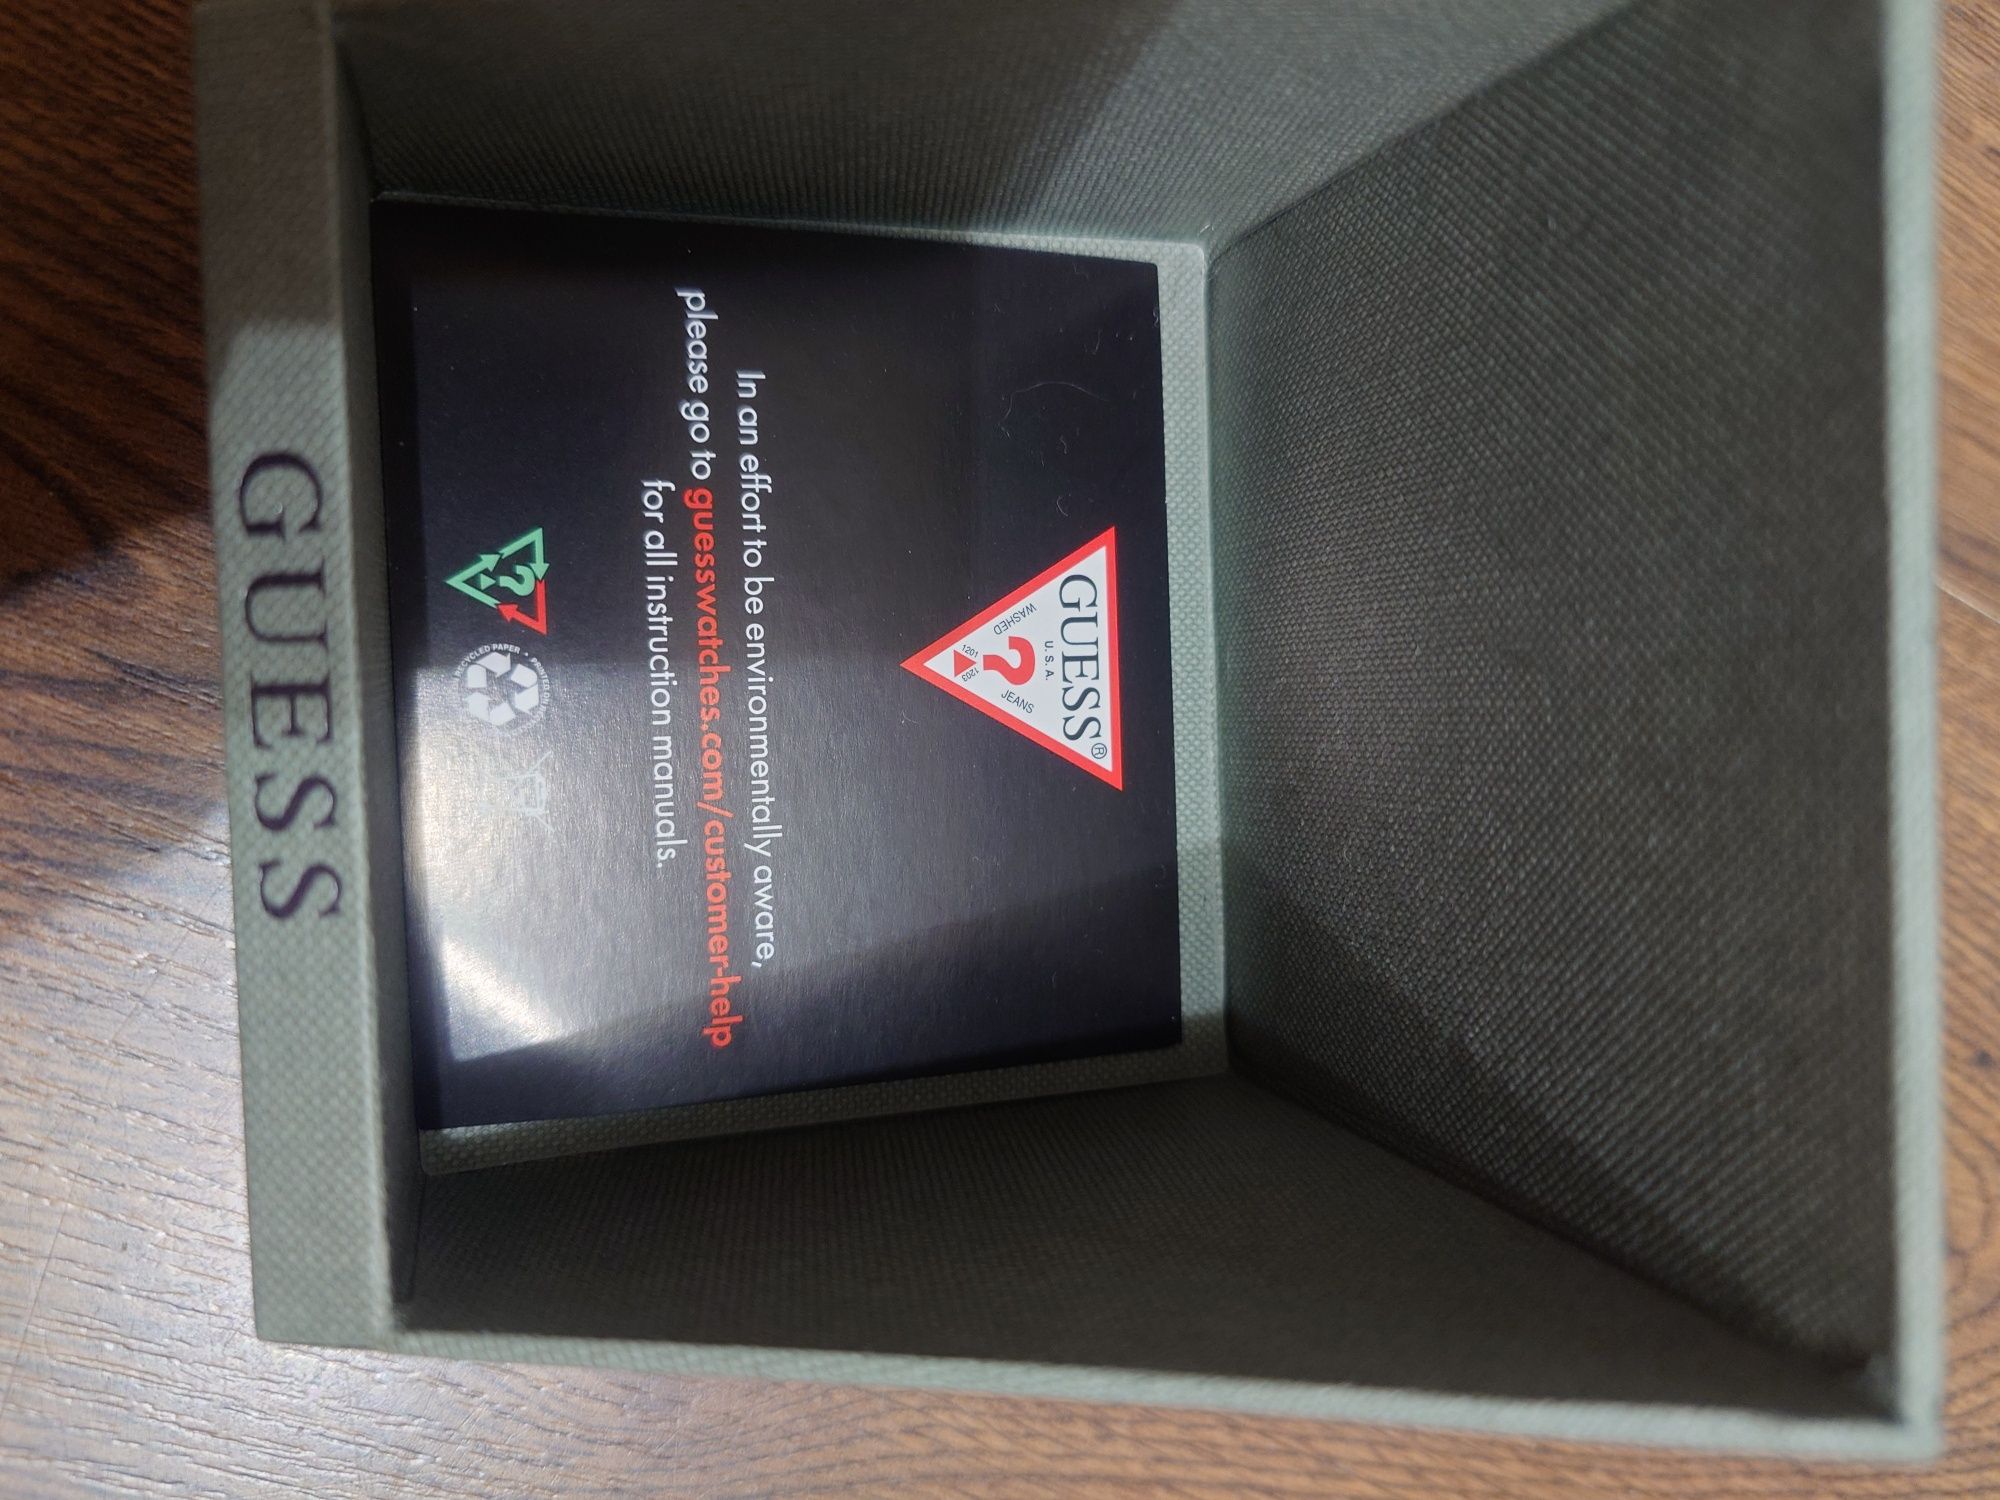 GUESS®
U.S.A.
WASHED
JEANS
?
1201
1203
In an effort to be environmentally aware,
please go to guesswatches.com/customer-help
for all instruction manuals.
?
RECYCLED PAPER • PRINTED
GUESS